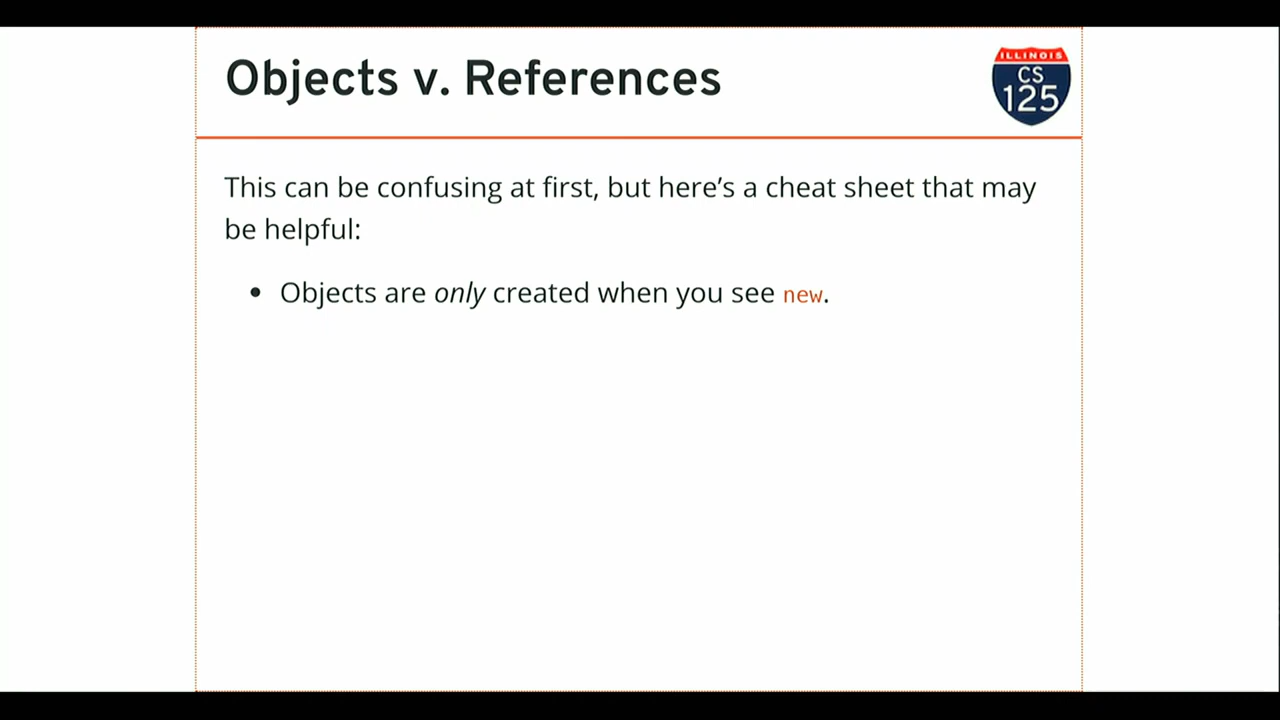 Objects v. References
ILLINOIS
CS
125
This can be confusing at first, but here’s a cheat sheet that may
be helpful:
• Objects are only created when you see new.